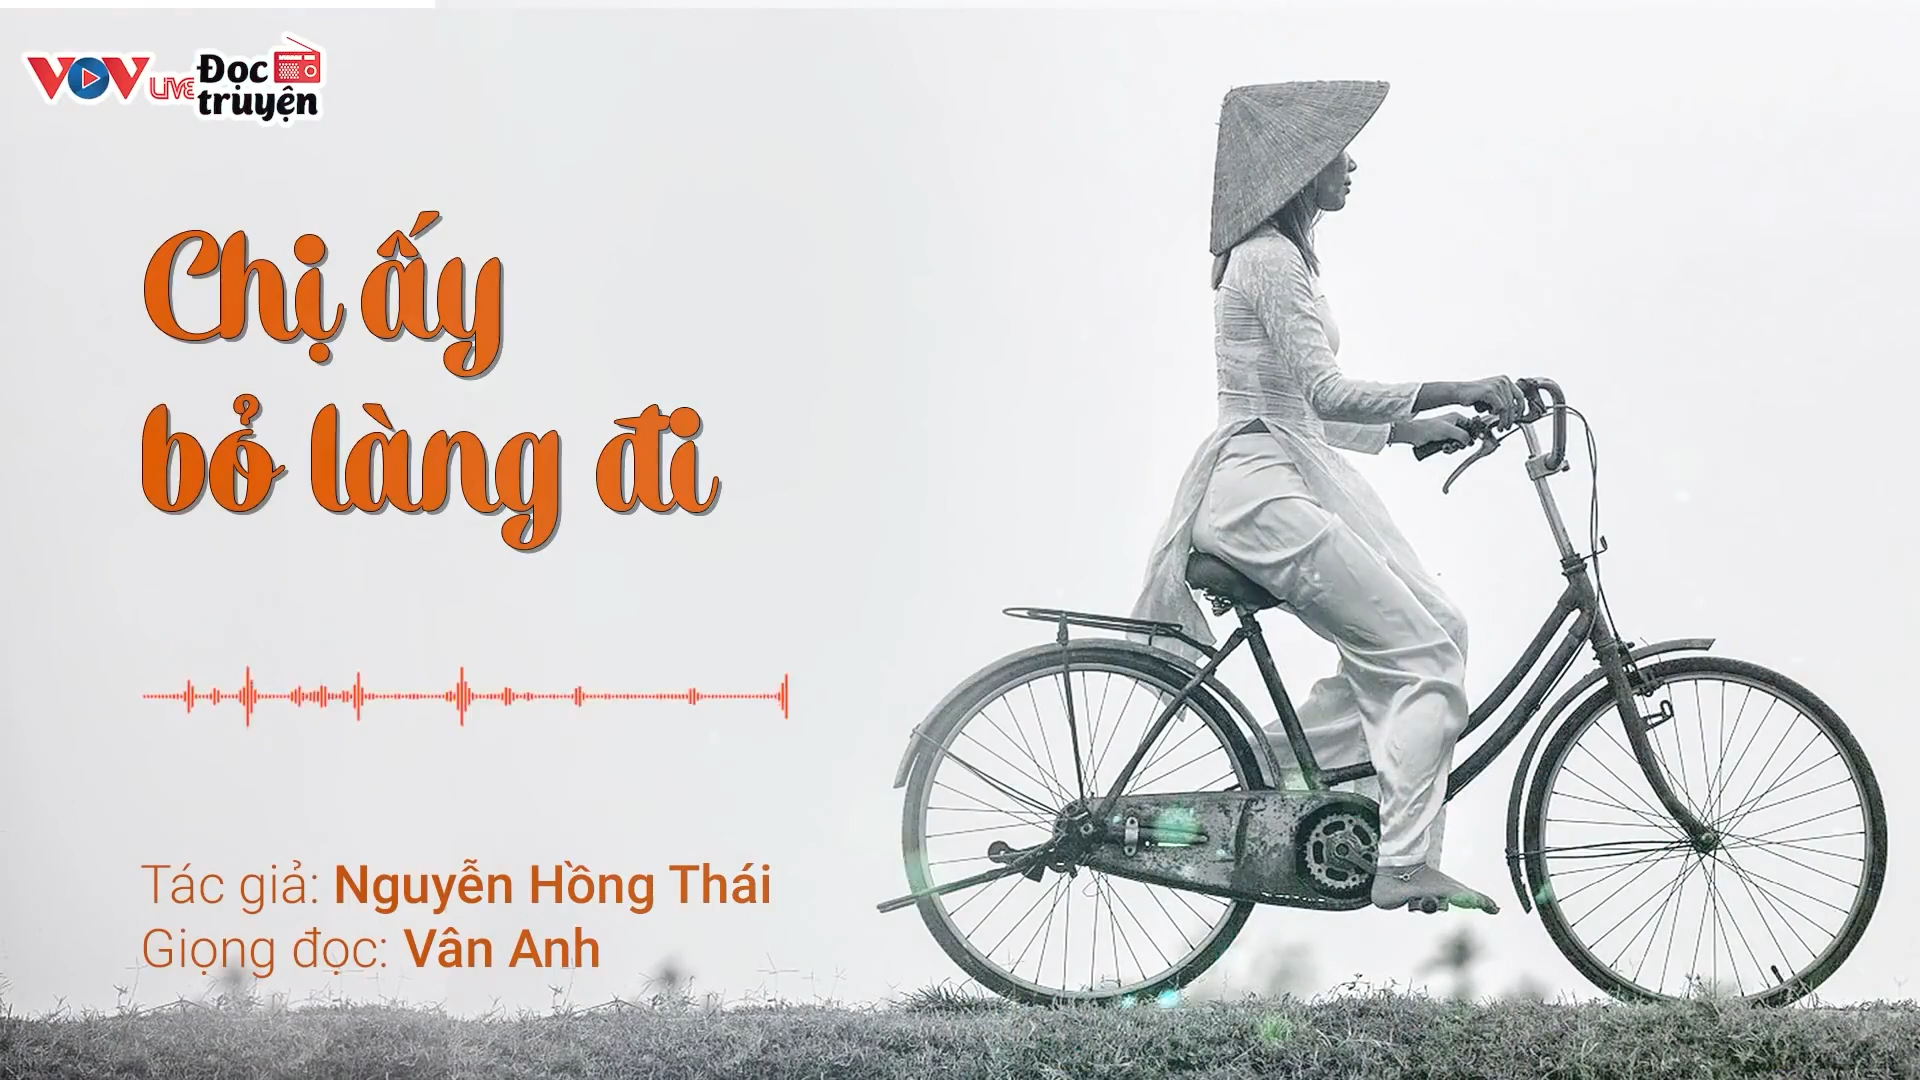 VOV LIVE Đọc
truyện
Chị ấy
bỏ làng đi
Tác giả: Nguyễn Hồng Thái
Giọng đọc: Vân Anh